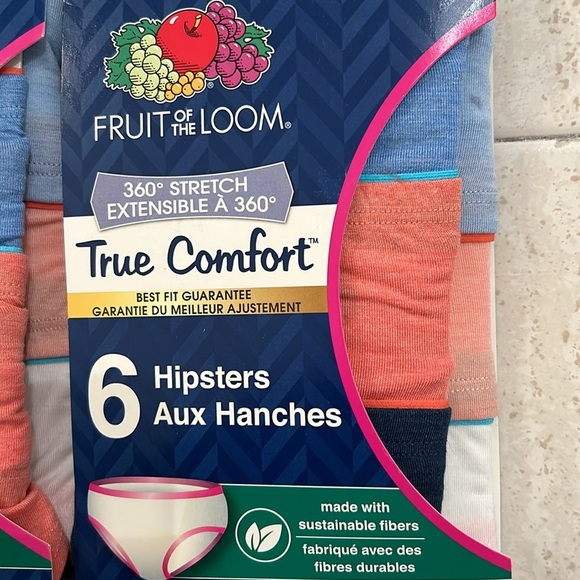 FRUIT OF THE LOOM®
360° STRETCH
EXTENSIBLE À 360°
True Comfort™
BEST FIT GUARANTEE
GARANTIE DU MEILLEUR AJUSTEMENT
6 Hipsters
Aux Hanches
made with
sustainable fibers
fabriqué avec des
fibres durables